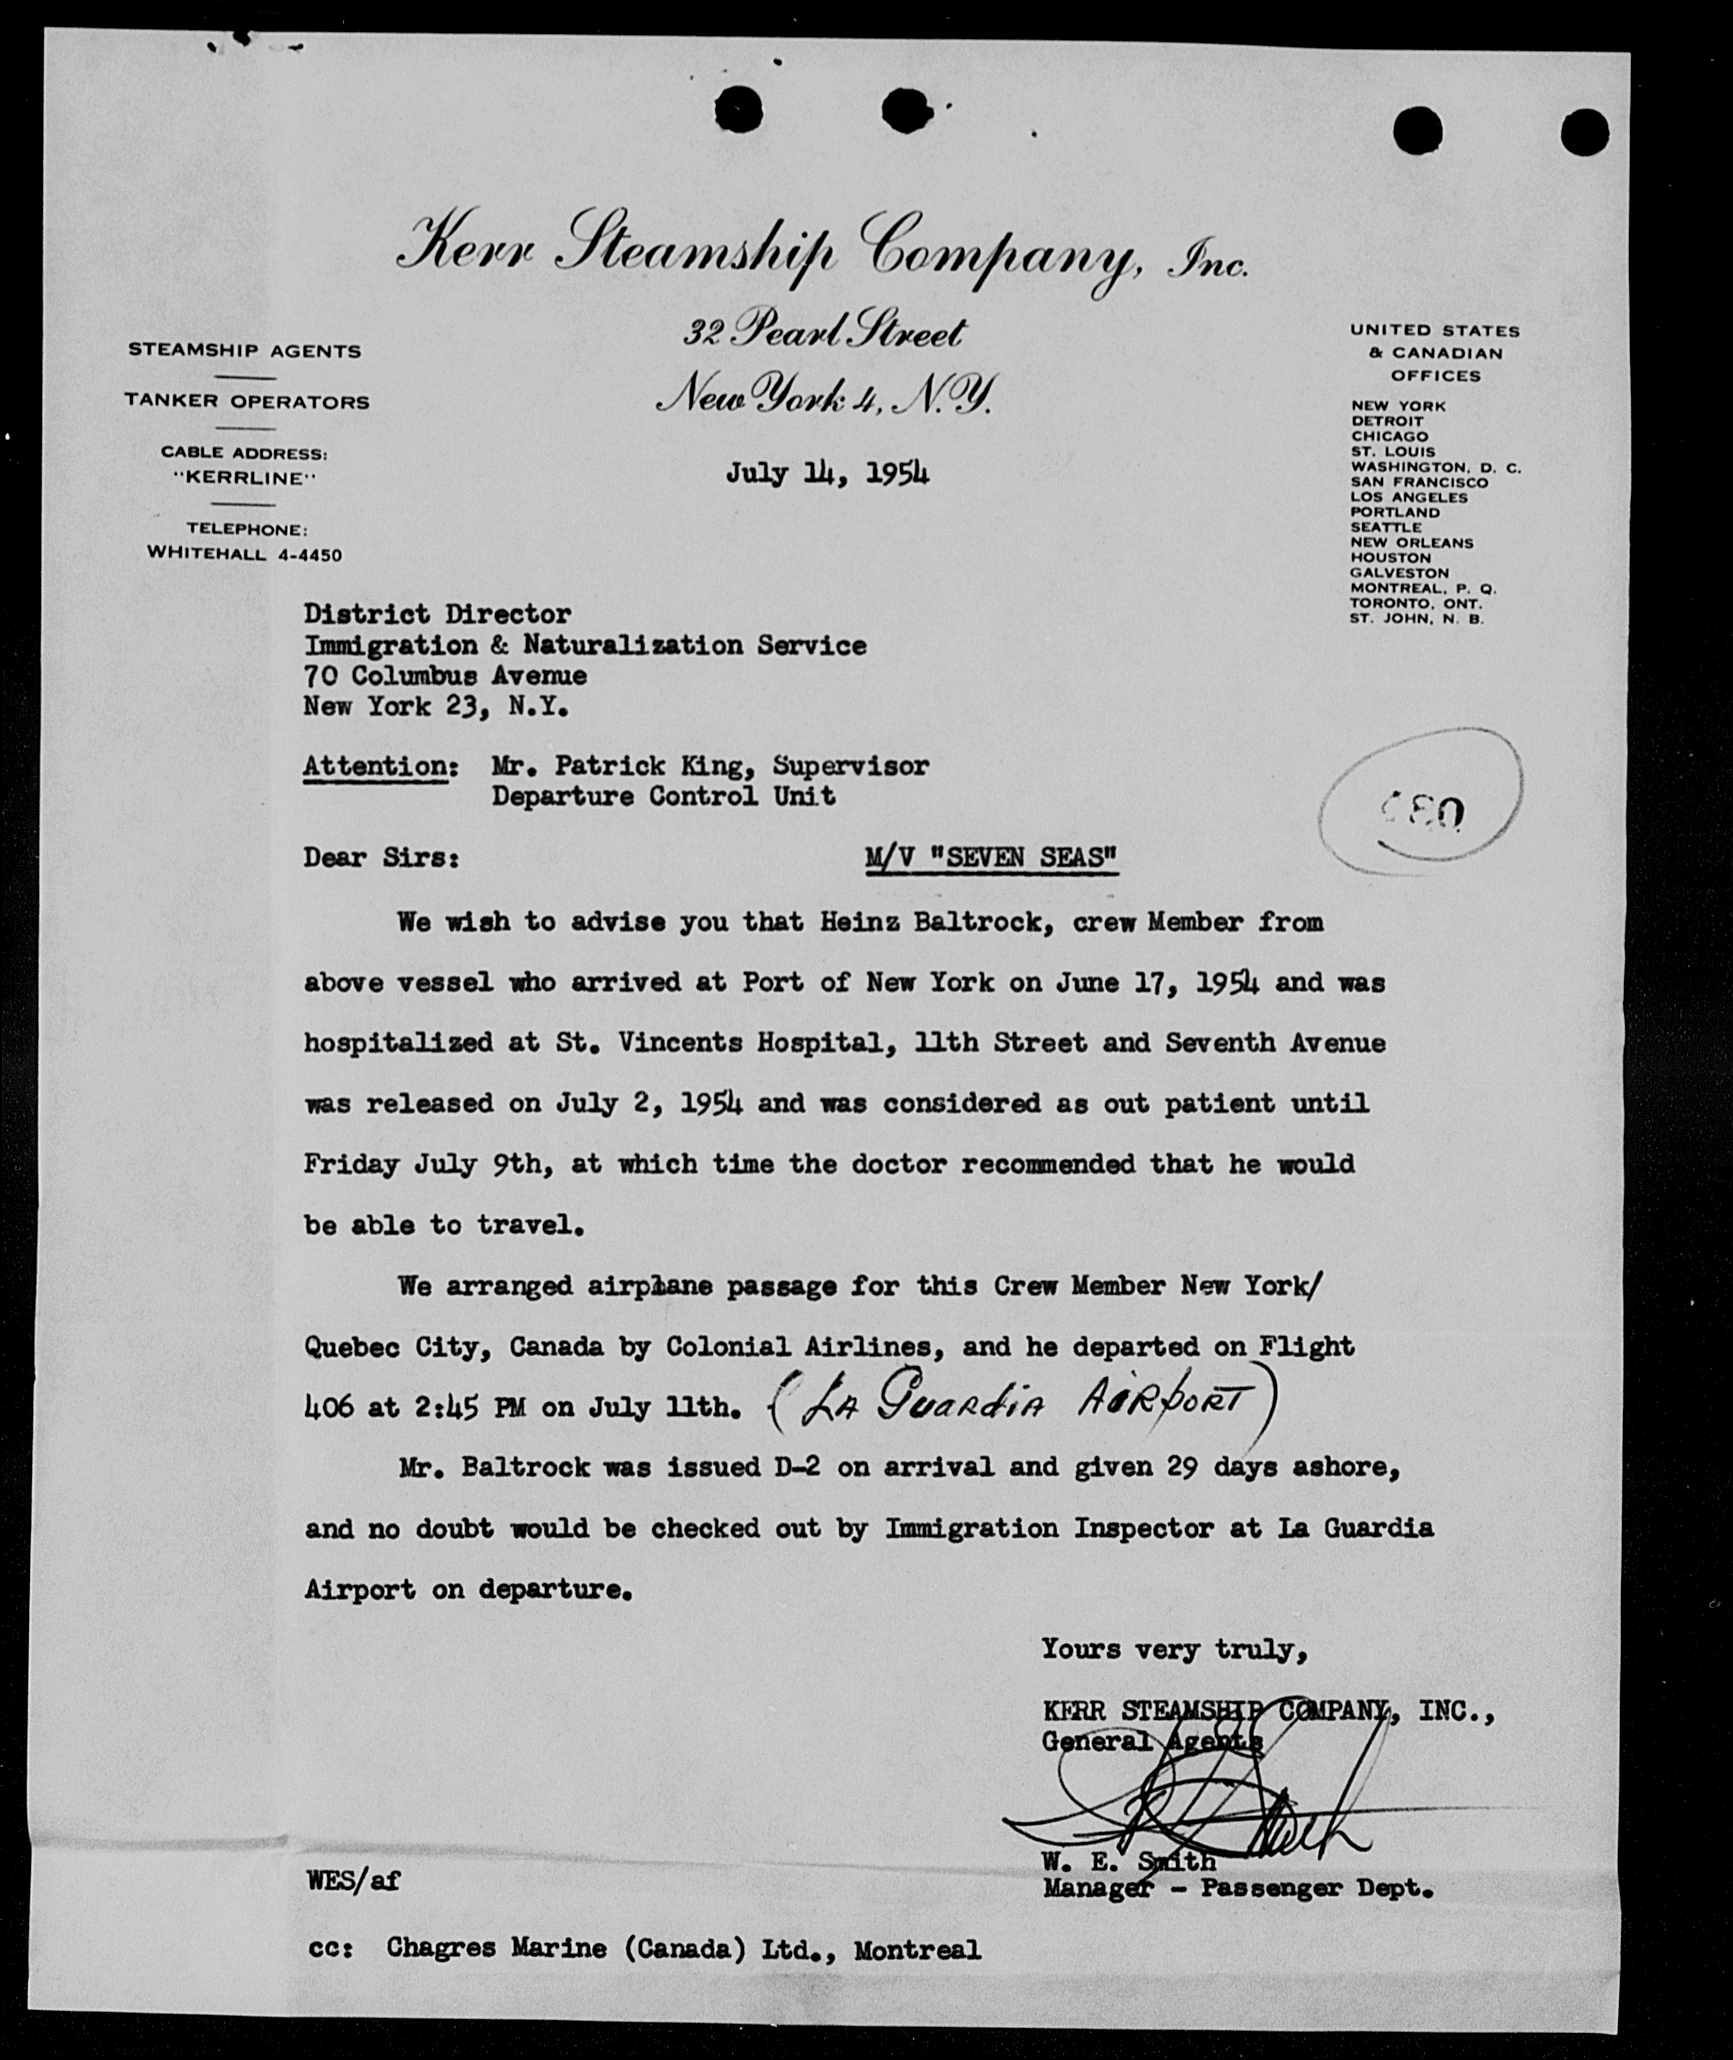 Kerr Steamship Company, Inc.
32 Pearl Street
New York 4, N.Y.
July 14, 1954
STEAMSHIP AGENTS
TANKER OPERATORS
CABLE ADDRESS:
"KERRLINE"
TELEPHONE:
WHITEHALL 4-4450
UNITED STATES
& CANADIAN
OFFICES
NEW YORK
DETROIT
CHICAGO
ST. LOUIS
WASHINGTON, D. C.
SAN FRANCISCO
LOS ANGELES
PORTLAND
SEATTLE
NEW ORLEANS
HOUSTON
GALVESTON
MONTREAL, P. Q.
TORONTO, ONT.
ST. JOHN, N. B.
District Director
Immigration & Naturalization Service
70 Columbus Avenue
New York 23, N.Y.
Attention: Mr. Patrick King, Supervisor
Departure Control Unit
Dear Sirs: M/V "SEVEN SEAS"
We wish to advise you that Heinz Baltrock, crew Member from
above vessel who arrived at Port of New York on June 17, 1954 and was
hospitalized at St. Vincents Hospital, 11th Street and Seventh Avenue
was released on July 2, 1954 and was considered as out patient until
Friday July 9th, at which time the doctor recommended that he would
be able to travel.
We arranged airplane passage for this Crew Member New York/
Quebec City, Canada by Colonial Airlines, and he departed on Flight
406 at 2:45 PM on July 11th. (La Guardia Airport)
Mr. Baltrock was issued D-2 on arrival and given 29 days ashore,
and no doubt would be checked out by Immigration Inspector at La Guardia
Airport on departure.
Yours very truly,
KERR STEAMSHIP COMPANY, INC.,
General Agents
W. E. Smith
Manager - Passenger Dept.
WES/af
cc: Chagres Marine (Canada) Ltd., Montreal